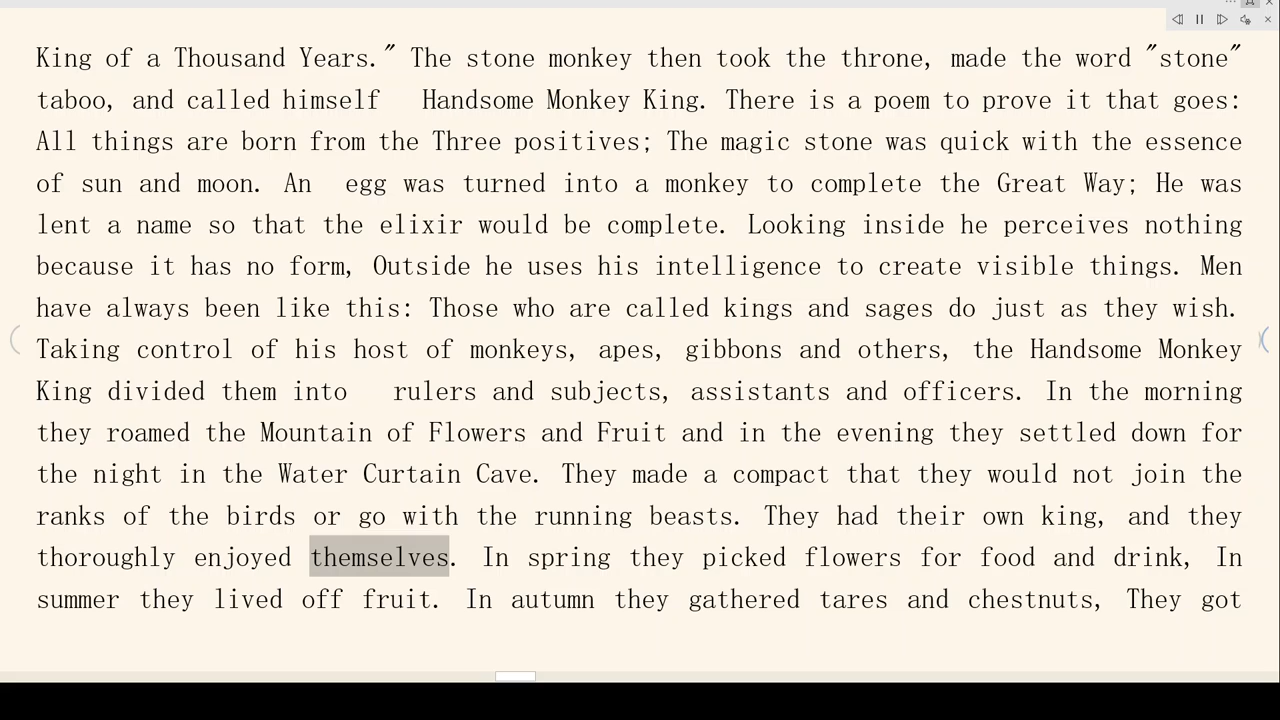 King of a Thousand Years." The stone monkey then took the throne, made the word "stone"
taboo, and called himself Handsome Monkey King. There is a poem to prove it that goes:
All things are born from the Three positives; The magic stone was quick with the essence
of sun and moon. An egg was turned into a monkey to complete the Great Way; He was
lent a name so that the elixir would be complete. Looking inside he perceives nothing
because it has no form, Outside he uses his intelligence to create visible things. Men
have always been like this: Those who are called kings and sages do just as they wish.
Taking control of his host of monkeys, apes, gibbons and others, the Handsome Monkey
King divided them into rulers and subjects, assistants and officers. In the morning
they roamed the Mountain of Flowers and Fruit and in the evening they settled down for
the night in the Water Curtain Cave. They made a compact that they would not join the
ranks of the birds or go with the running beasts. They had their own king, and they
thoroughly enjoyed themselves. In spring they picked flowers for food and drink, In
summer they lived off fruit. In autumn they gathered tares and chestnuts, They got